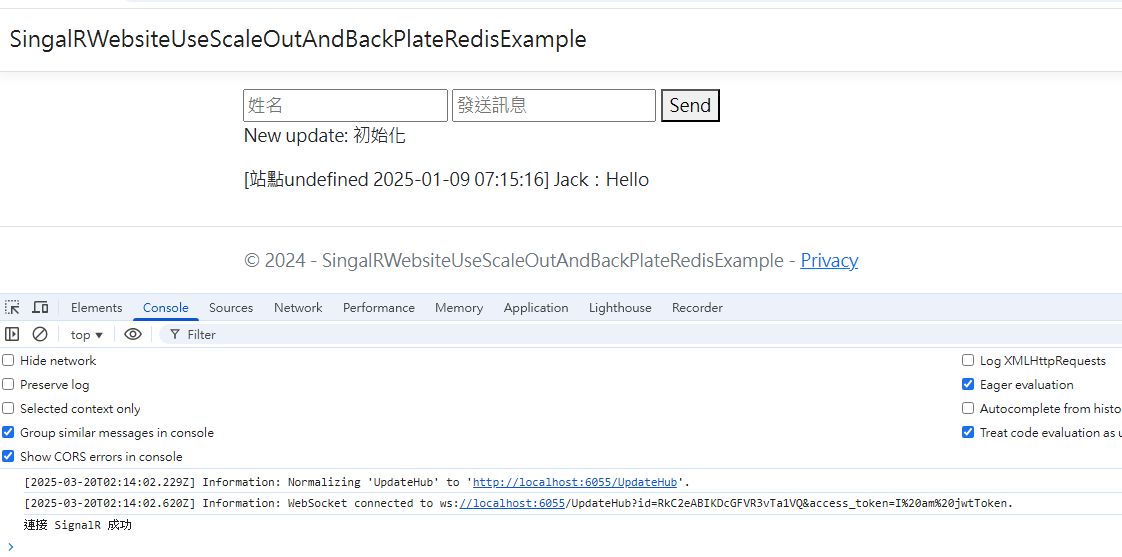 SingalRWebsiteUseScaleOutAndBackPlateRedisExample
姓名 發送訊息 Send
New update: 初始化
[站點undefined 2025-01-09 07:15:16] Jack：Hello
© 2024 - SingalRWebsiteUseScaleOutAndBackPlateRedisExample - Privacy
Elements Console Sources Network Performance Memory Application Lighthouse Recorder
top Filter
Hide network Log XMLHttpRequests
Preserve log Eager evaluation
Selected context only Autocomplete from histo
Group similar messages in console Treat code evaluation as u
Show CORS errors in console
[2025-03-20T02:14:02.229Z] Information: Normalizing 'UpdateHub' to 'http://localhost:6055/UpdateHub'.
[2025-03-20T02:14:02.620Z] Information: WebSocket connected to ws://localhost:6055/UpdateHub?id=RkC2eABIKDcGFVR3vTa1VQ&access_token=I%20am%20jwtToken.
連接 SignalR 成功